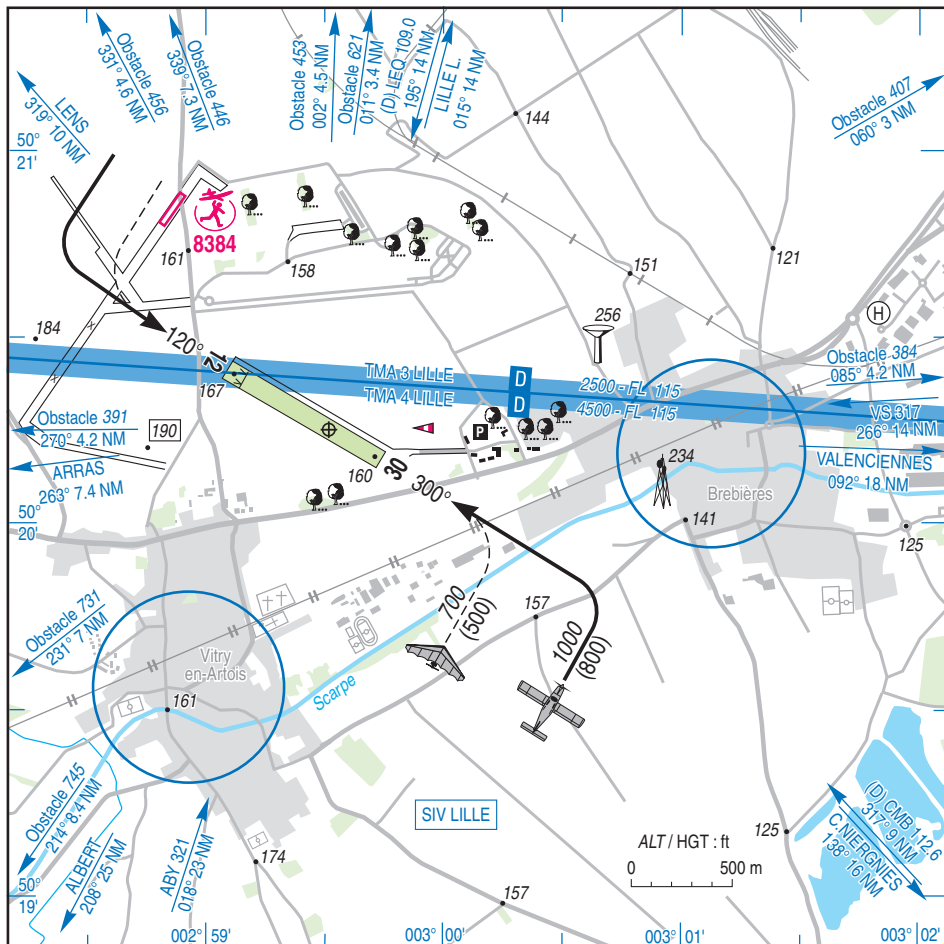 Obstacle 456
331° 4.6 NM
Obstacle 446
339° 7.3 NM
Obstacle 453
002° 4.5 NM
Obstacle 621
011° 3.4 NM
(D) LEQ 109.0
195° 14 NM
LILLE L.
015° 14 NM
Obstacle 407
060° 3 NM
LENS
319° 10 NM
50°
21'
144
8384
161
158
151
121
256
H
184
120°
12
167
TMA 3 LILLE
TMA 4 LILLE
D
D
2500 - FL 115
4500 - FL 115
Obstacle 384
085° 4.2 NM
VS 817
266° 14 NM
Obstacle 391
270° 4.2 NM
190
ARRAS
263° 7.4 NM
P
160
30
300°
234
VALENCIENNES
092° 18 NM
Brebières
141
125
50°
20'
Obstacle 731
231° 7 NM
700
(500)
157
1000
(800)
Vitry
en-Artois
Scarpe
161
Obstacle 745
214° 8.4 NM
ALBERT
208° 25 NM
ABY 321
018° 23 NM
SIV LILLE
(D) CMB 112.6
317° 9 NM
C.NIERGNIES
138° 16 NM
125
ALT / HGT : ft
0 500 m
174
157
50°
19'
002° 59'
003° 00'
003° 01'
003° 02'